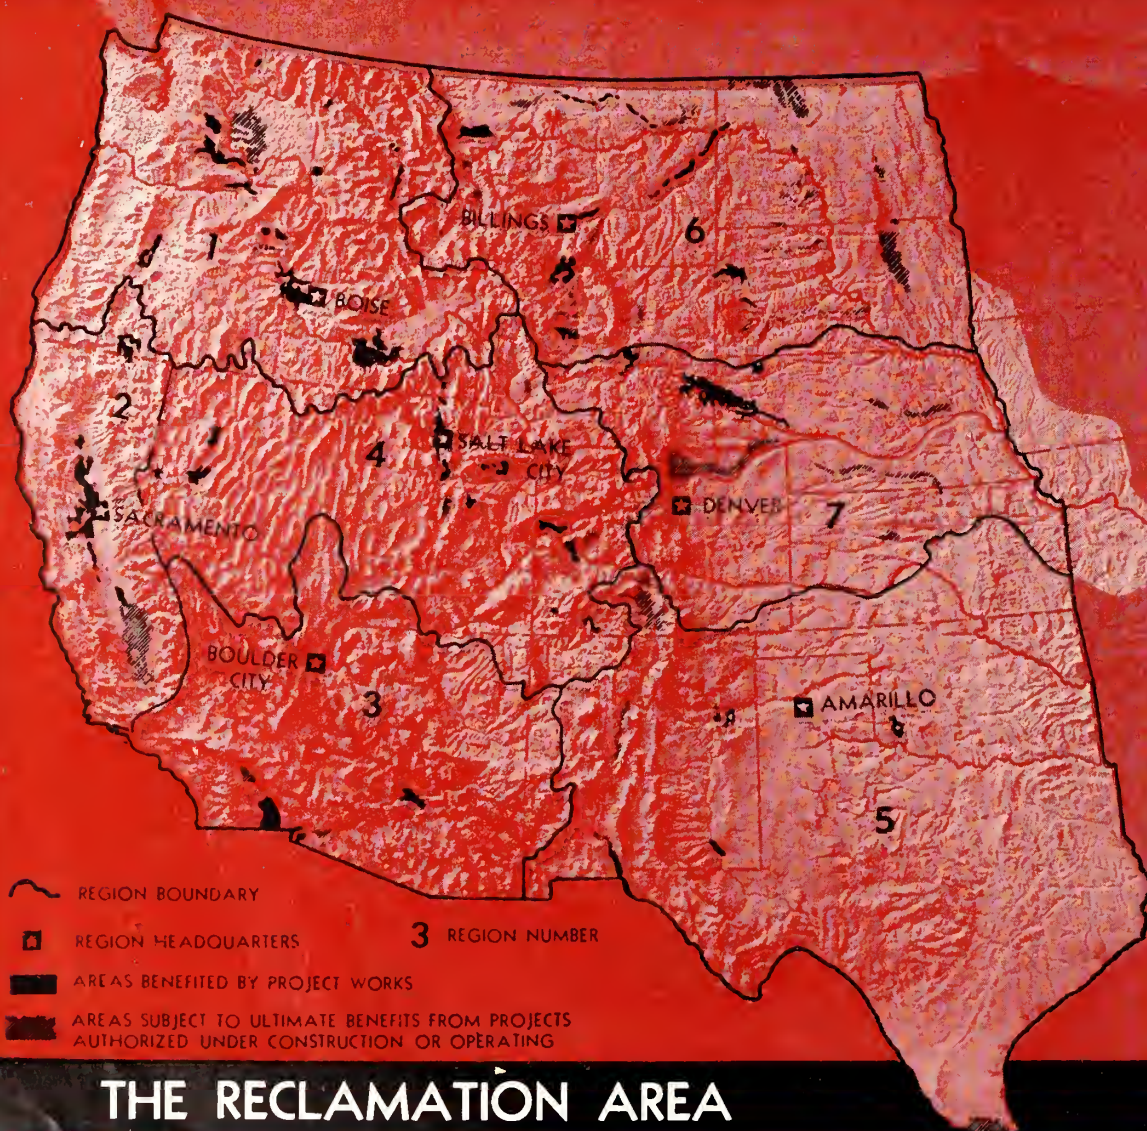 BILLINGS
6
1
BOISE
2
4
SALT LAKE
CITY
DENVER
7
SACRAMENTO
BOULDER
CITY
3
AMARILLO
5
REGION BOUNDARY
REGION HEADQUARTERS
3 REGION NUMBER
AREAS BENEFITED BY PROJECT WORKS
AREAS SUBJECT TO ULTIMATE BENEFITS FROM PROJECTS
AUTHORIZED UNDER CONSTRUCTION OR OPERATING
THE RECLAMATION AREA